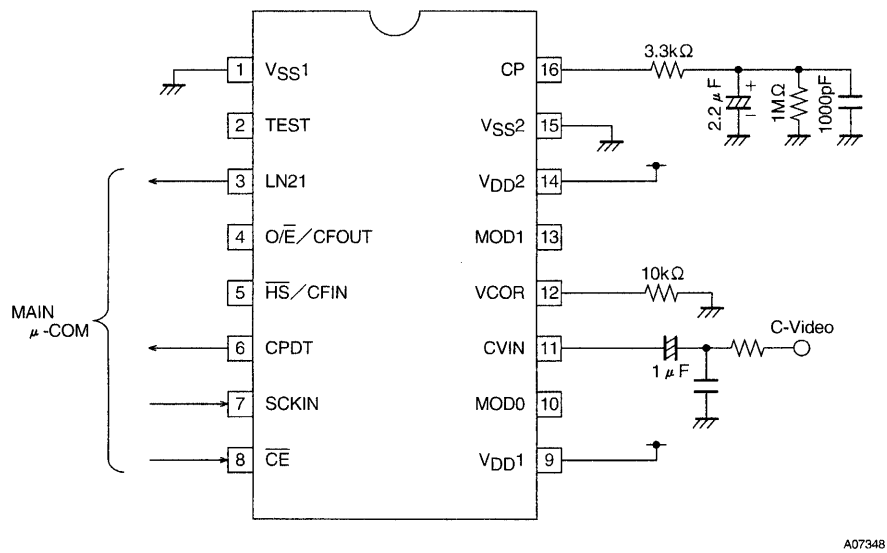 1 VSS1
2 TEST
3 LN21
4 O/E̅/CFOUT
5 H̅S̅/CFIN
6 CPDT
7 SCKIN
8 C̅E̅
MAIN
μ-COM
CP 16
VSS2 15
VDD2 14
MOD1 13
VCOR 12
CVIN 11
MOD0 10
VDD1 9
3.3kΩ
2.2μF
+
−
1MΩ
1000pF
10kΩ
C-Video
1μF
A07348